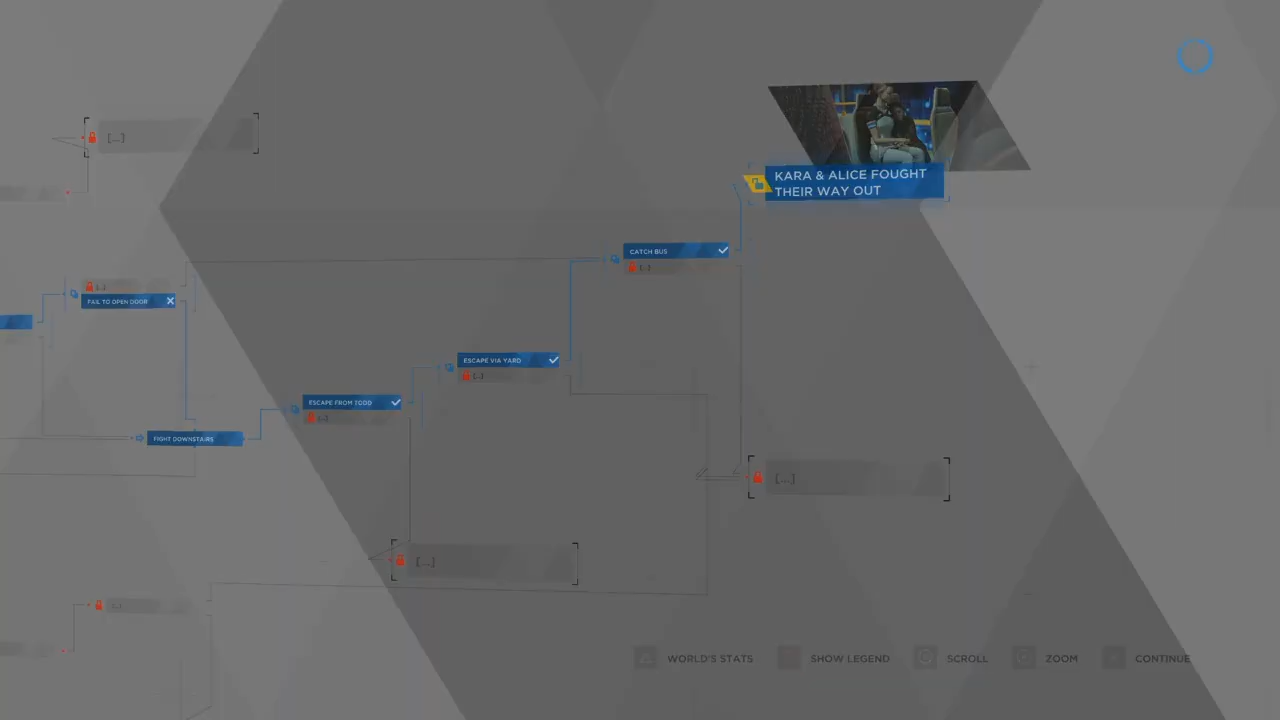 [...]
KARA & ALICE FOUGHT
THEIR WAY OUT
CATCH BUS
[...]
[...]
FAIL TO OPEN DOOR
ESCAPE VIA YARD
[...]
ESCAPE FROM TODD
[...]
FIGHT DOWNSTAIRS
[...]
[...]
[...]
WORLD'S STATS
SHOW LEGEND
SCROLL
ZOOM
CONTINUE